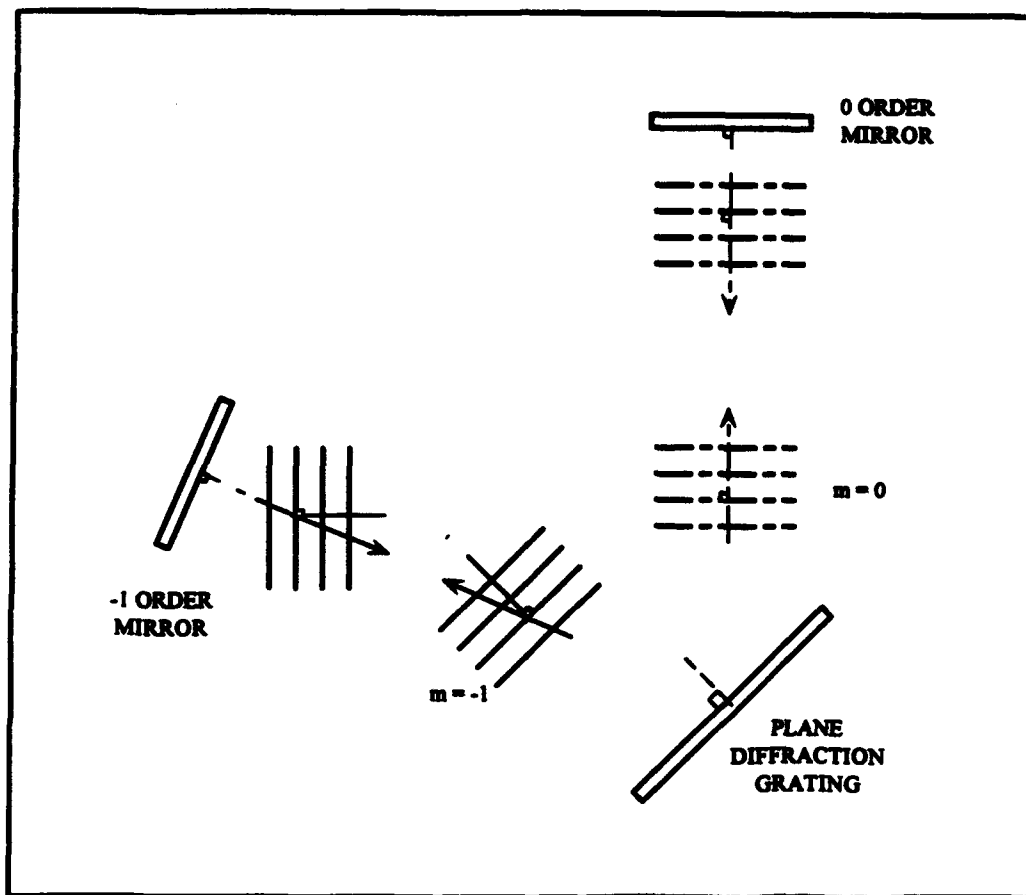 0 ORDER
MIRROR
m = 0
-1 ORDER
MIRROR
m = -1
PLANE
DIFFRACTION
GRATING